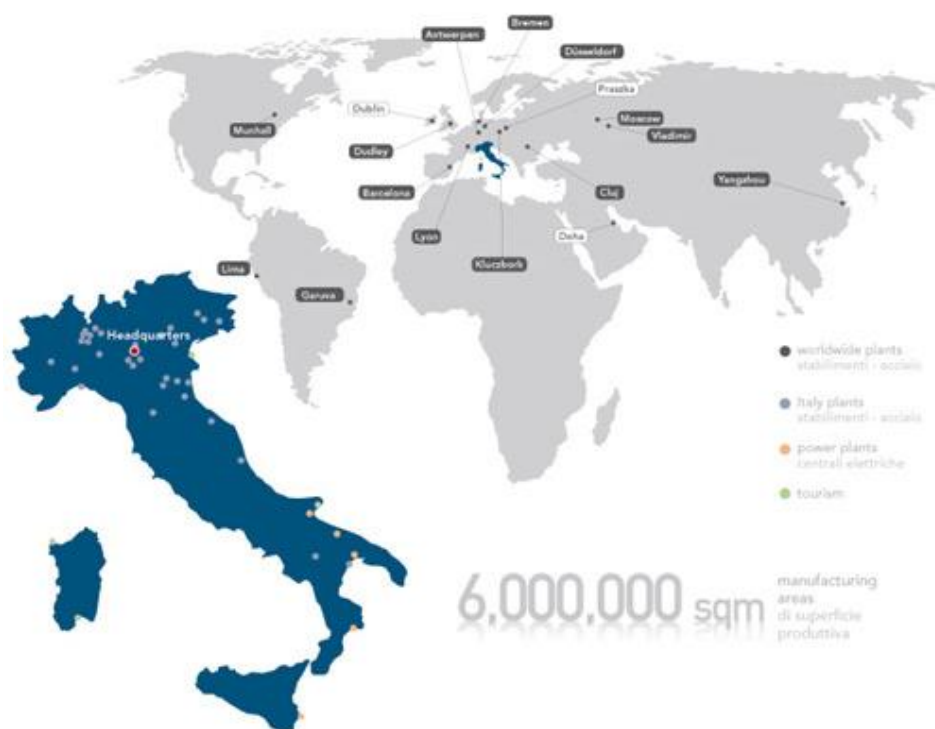 Bremen
Antwerpen
Düsseldorf
Praszka
Dublin
Moscow
Munhall
Vladimir
Dudley
Yangzhou
Barcelona
Cluj
Lyon
Doha
Kluczbork
Lima
Garuva
Headquarters
worldwide plants
stabilimenti - acciaio
Italy plants
stabilimenti - acciaio
power plants
centrali elettriche
tourism
6,000,000 sqm
manufacturing
areas
di superficie
produttiva